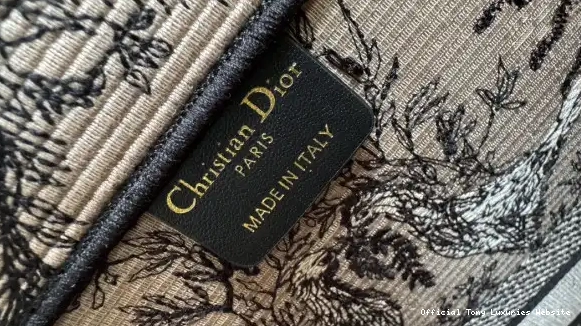 Christian Dior
PARIS
MADE IN ITALY
Official Tony Luxuries Website